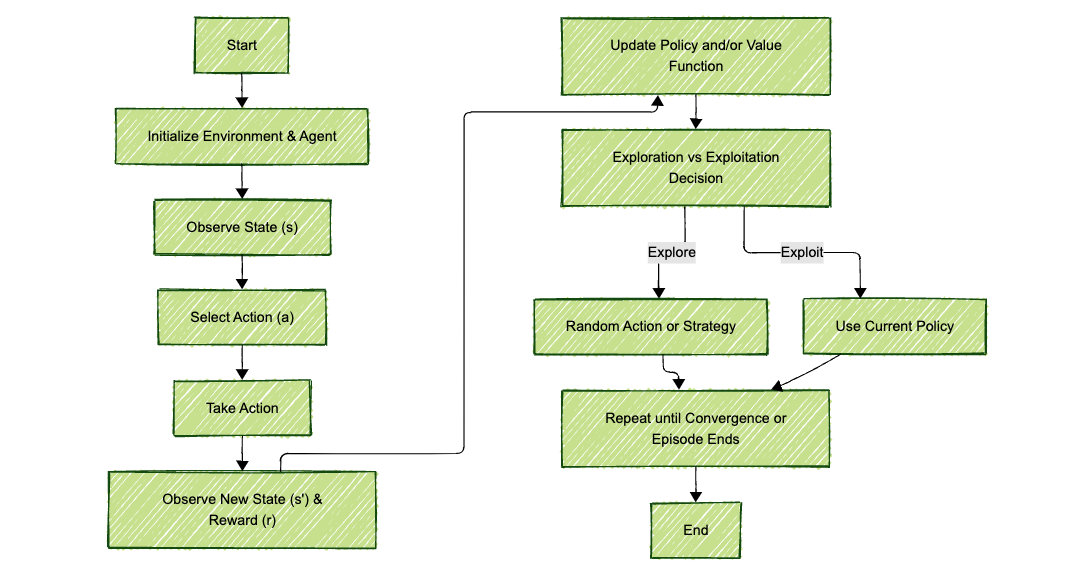 Start
Initialize Environment & Agent
Observe State (s)
Select Action (a)
Take Action
Observe New State (s') &
Reward (r)
Update Policy and/or Value
Function
Exploration vs Exploitation
Decision
Explore
Exploit
Random Action or Strategy
Use Current Policy
Repeat until Convergence or
Episode Ends
End